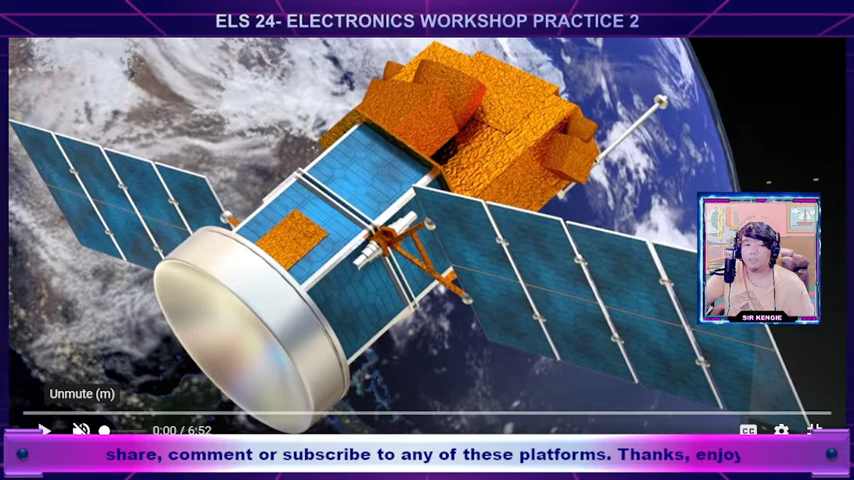 ELS 24- ELECTRONICS WORKSHOP PRACTICE 2
SIR KENGIE
Unmute (m)
0:00 / 6:52
CC
share, comment or subscribe to any of these platforms. Thanks, enjoy